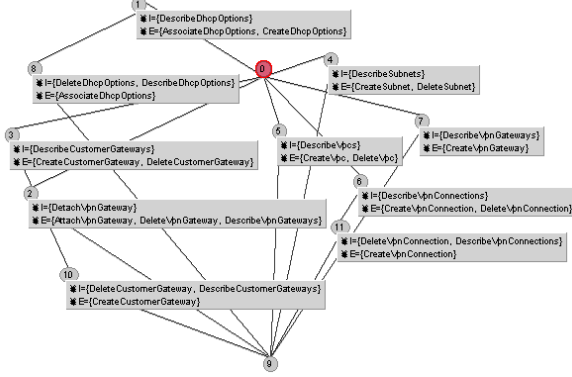 1
I={DescribeDhcpOptions}
E={AssociateDhcpOptions, CreateDhcpOptions}
8
I={DeleteDhcpOptions, DescribeDhcpOptions}
E={AssociateDhcpOptions}
0
4
I={DescribeSubnets}
E={CreateSubnet, DeleteSubnet}
7
I={DescribeVpnGateways}
E={CreateVpnGateway}
3
I={DescribeCustomerGateways}
E={CreateCustomerGateway, DeleteCustomerGateway}
5
I={DescribeVpcs}
E={CreateVpc, DeleteVpc}
2
I={DetachVpnGateway}
E={AttachVpnGateway, DeleteVpnGateway, DescribeVpnGateways}
6
I={DescribeVpnConnections}
E={CreateVpnConnection, DeleteVpnConnection}
11
I={DeleteVpnConnection, DescribeVpnConnections}
E={CreateVpnConnection}
10
I={DeleteCustomerGateway, DescribeCustomerGateways}
E={CreateCustomerGateway}
9